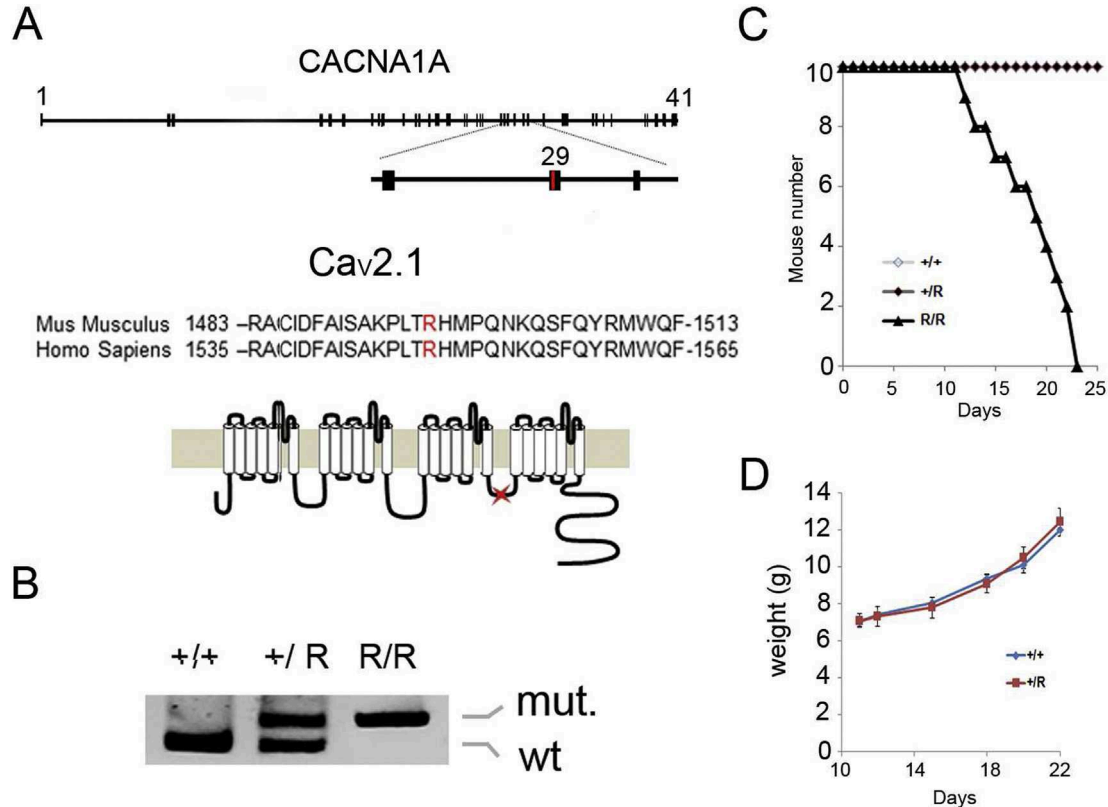 A
CACNA1A
1 41
29
Cav2.1
Mus Musculus 1483 –RACIDFAISAKPLTRHMPQNKQSFQYRMWQF-1513
Homo Sapiens 1535 –RACIDFAISAKPLTRHMPQNKQSFQYRMWQF-1565
B
+/+ +/ R R/R
mut.
wt
C
10
8
6
4
2
0
Mouse number
+/+
+/R
R/R
0 5 10 15 20 25
Days
D
14
12
10
8
6
4
2
0
weight (g)
+/+
+/R
10 14 18 22
Days